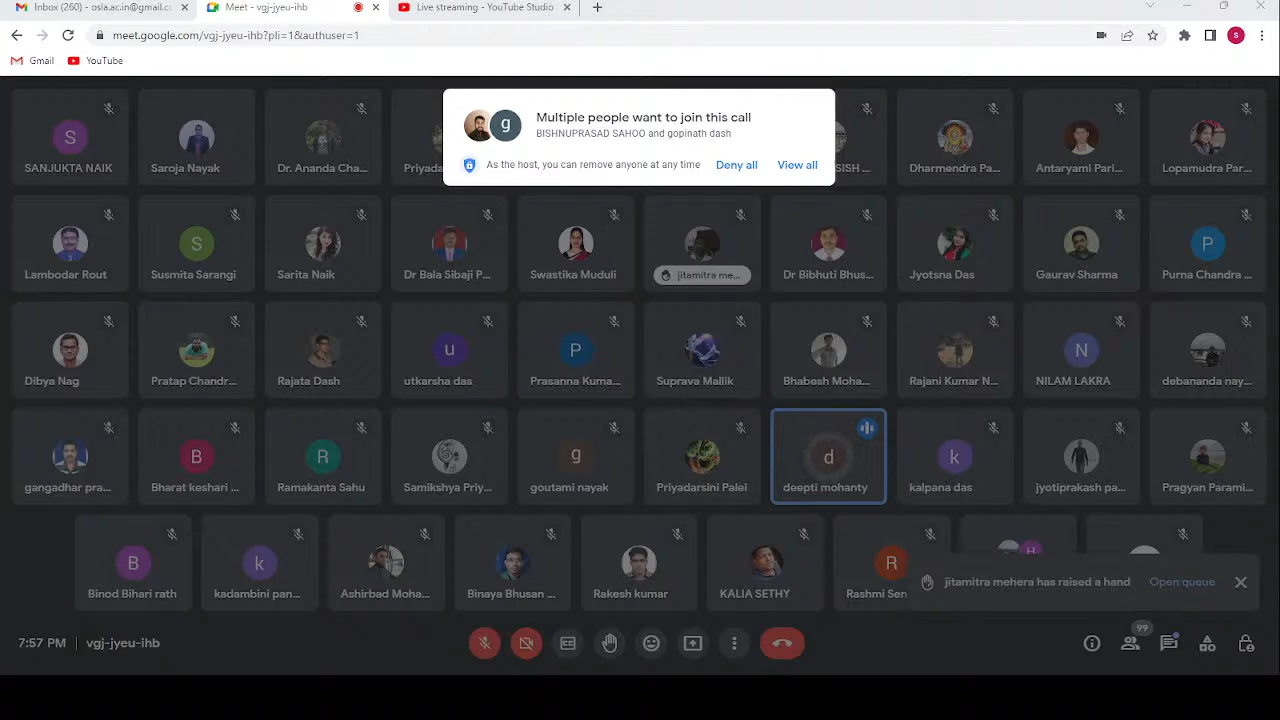 Inbox (260) - osla.ac.in@gmail.c
Meet - vgj-jyeu-ihb
Live streaming - YouTube Studio
meet.google.com/vgj-jyeu-ihb?pli=1&authuser=1
S
Gmail
YouTube
Multiple people want to join this call
g
BISHNUPRASAD SAHOO and gopinath dash
As the host, you can remove anyone at any time
Deny all
View all
S
SANJUKTA NAIK
Saroja Nayak
Dr. Ananda Cha...
Priyada
SISH
Dharmendra Pa...
Antaryami Pari...
Lopamudra Par...
S
P
Lambodar Rout
Susmita Sarangi
Sarita Naik
Dr Bala Sibaji P...
Swastika Muduli
jitamitra me...
Dr Bibhuti Bhus...
Jyotsna Das
Gaurav Sharma
Purna Chandra ...
u
P
N
Dibya Nag
Pratap Chandr...
Rajata Dash
utkarsha das
Prasanna Kuma...
Suprava Mallik
Bhabesh Moha...
Rajani Kumar N...
NILAM LAKRA
debananda nay...
B
R
g
d
k
gangadhar pra...
Bharat keshari ...
Ramakanta Sahu
Samikshya Priy...
goutami nayak
Priyadarsini Palei
deepti mohanty
kalpana das
jyotiprakash pa...
Pragyan Parami...
B
k
R
H
Binod Bihari rath
kadambini pan...
Ashirbad Moha...
Binaya Bhusan ...
Rakesh kumar
KALIA SETHY
Rashmi Sen
jitamitra mehera has raised a hand
Open queue
7:57 PM
vgj-jyeu-ihb
99